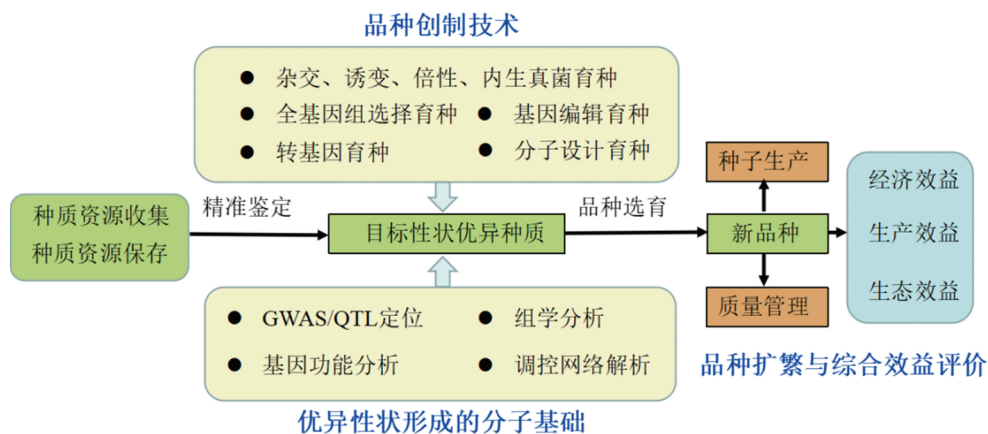 品种创制技术
杂交、诱变、倍性、内生真菌育种
全基因组选择育种
基因编辑育种
转基因育种
分子设计育种
种质资源收集
种质资源保存
精准鉴定
目标性状优异种质
品种选育
种子生产
新品种
质量管理
经济效益
生产效益
生态效益
GWAS/QTL定位
组学分析
基因功能分析
调控网络解析
品种扩繁与综合效益评价
优异性状形成的分子基础